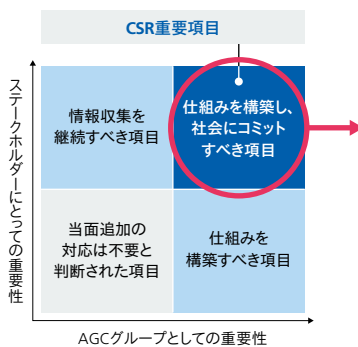 CSR重要項目
ステークホルダーにとっての重要性
情報収集を
継続すべき項目
仕組みを構築し、
社会にコミット
すべき項目
当面追加の
対応は不要と
判断された項目
仕組みを
構築すべき項目
AGCグループとしての重要性